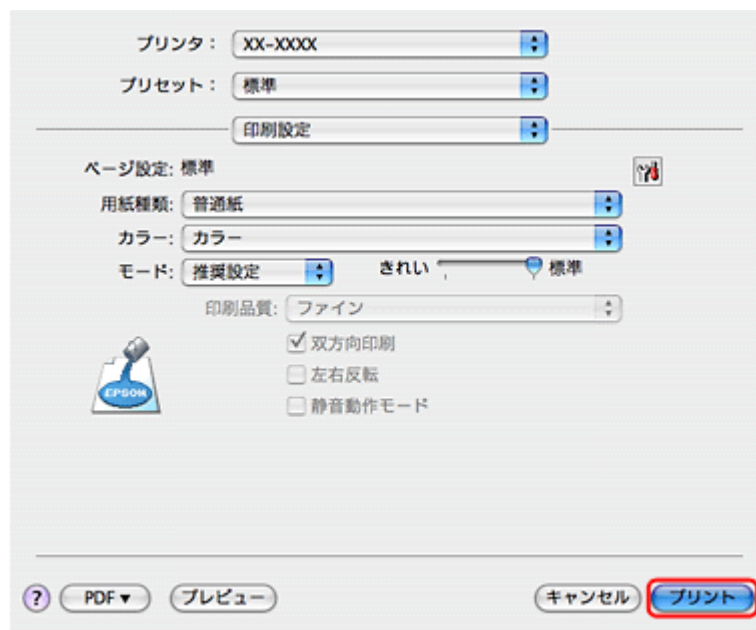 プリンタ： XX-XXXX
プリセット： 標準
印刷設定
ページ設定: 標準
用紙種類: 普通紙
カラー: カラー
モード: 推奨設定 きれい 標準
印刷品質: ファイン
双方向印刷
左右反転
EPSON
静音動作モード
? PDF▼ プレビュー キャンセル プリント